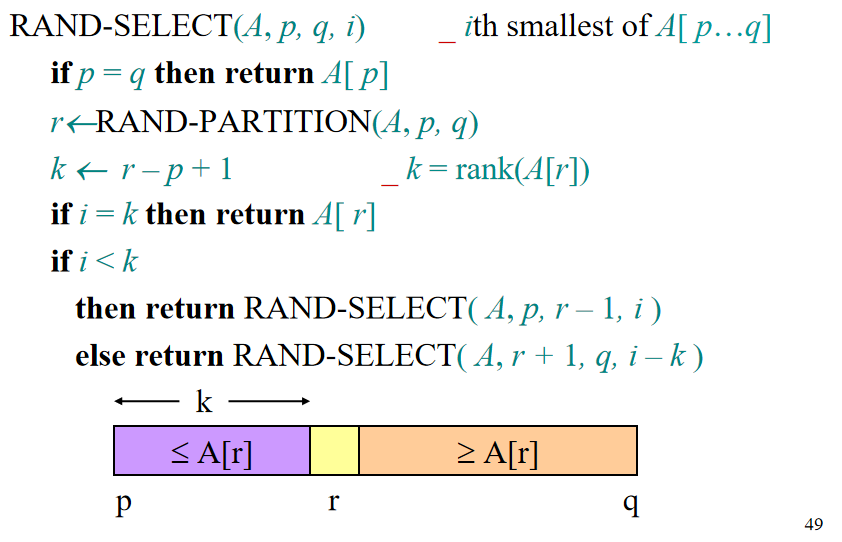 RAND-SELECT(A, p, q, i) _ ith smallest of A[ p…q]
if p = q then return A[ p]
r←RAND-PARTITION(A, p, q)
k ← r – p + 1 _ k = rank(A[r])
if i = k then return A[ r]
if i < k
then return RAND-SELECT( A, p, r – 1, i )
else return RAND-SELECT( A, r + 1, q, i – k )
k
≤ A[r] ≥ A[r]
p r q
49